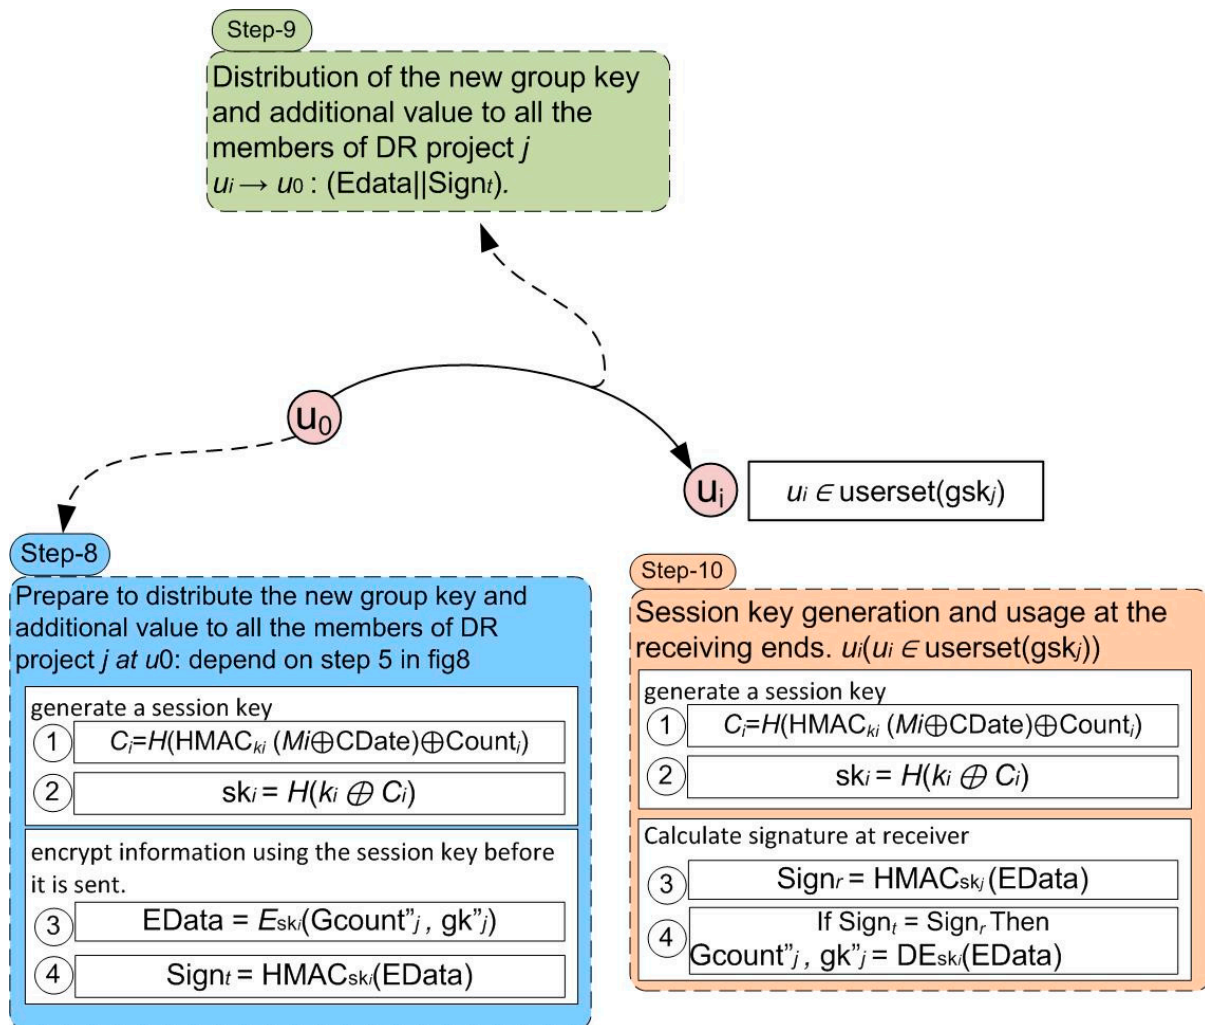 Step-9
Distribution of the new group key
and additional value to all the
members of DR project j
uᵢ → u₀ : (Edata||Signₜ).
u₀
uᵢ
uᵢ ∈ userset(gskⱼ)
Step-8
Prepare to distribute the new group key and
additional value to all the members of DR
project j at u0: depend on step 5 in fig8
generate a session key
1 Cᵢ=H(HMACₖᵢ (Mi⊕CDate)⊕Countᵢ)
2 skᵢ = H(kᵢ ⊕ Cᵢ)
encrypt information using the session key before
it is sent.
3 EData = Eₛₖᵢ(Gcount”ⱼ , gk”ⱼ)
4 Signₜ = HMACₛₖᵢ(EData)
Step-10
Session key generation and usage at the
receiving ends. uᵢ(uᵢ ∈ userset(gskⱼ))
generate a session key
1 Cᵢ=H(HMACₖᵢ (Mi⊕CDate)⊕Countᵢ)
2 skᵢ = H(kᵢ ⊕ Cᵢ)
Calculate signature at receiver
3 Signᵣ = HMACₛₖⱼ(EData)
4 If Signₜ = Signᵣ Then
Gcount”ⱼ , gk”ⱼ = DEₛₖᵢ(EData)